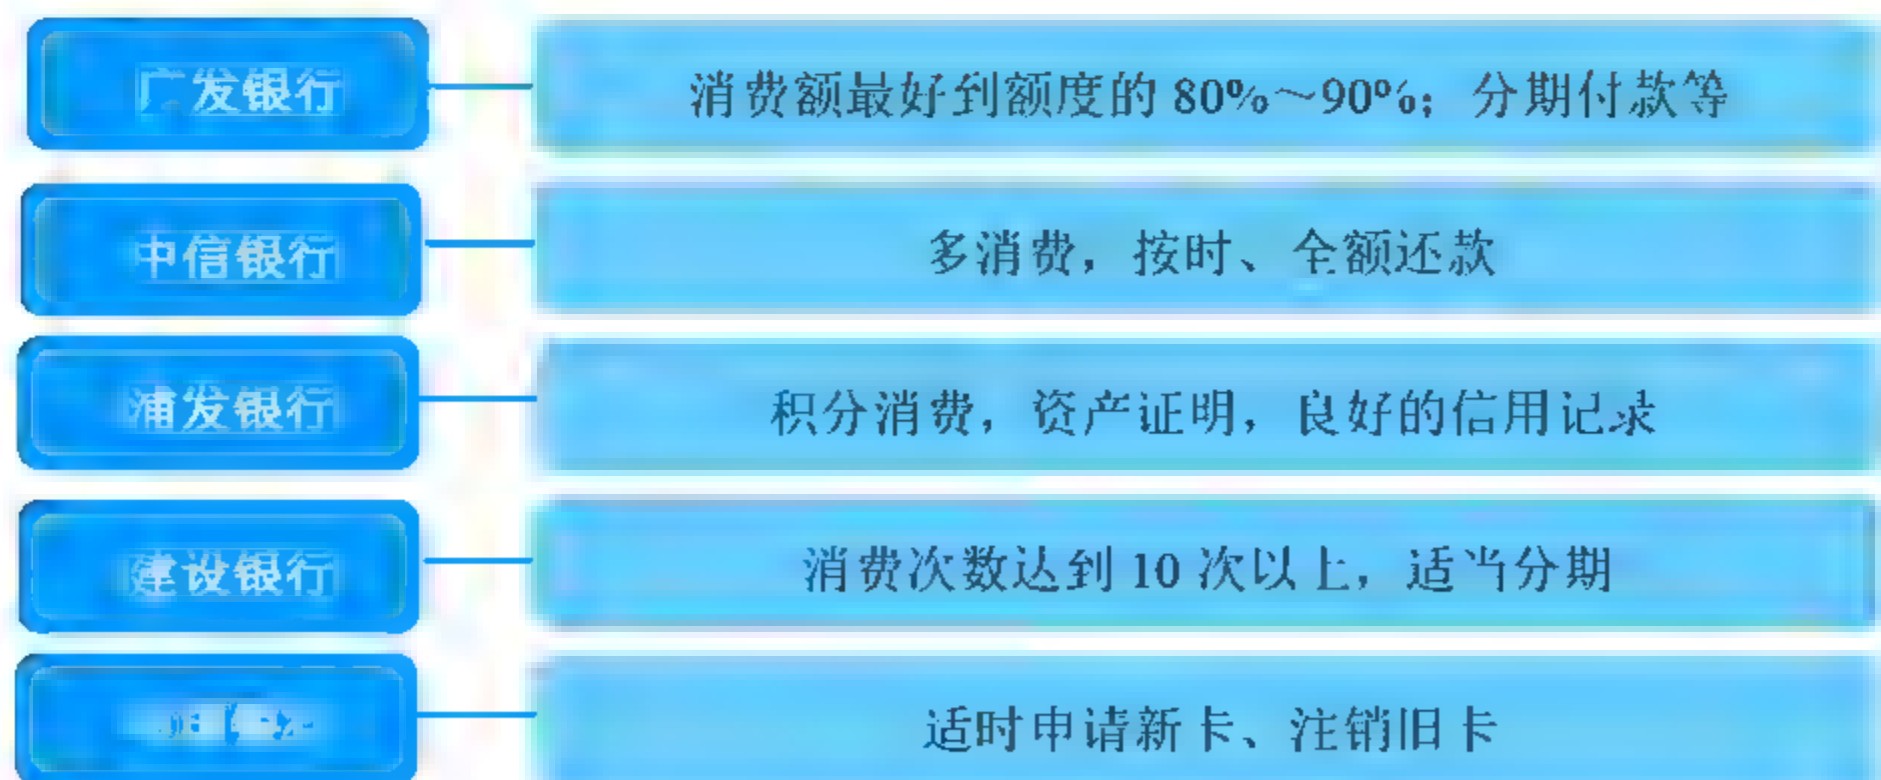 广发银行
消费额最好到额度的 80%～90%；分期付款等
中信银行
多消费，按时、全额还款
浦发银行
积分消费，资产证明，良好的信用记录
建设银行
消费次数达到 10 次以上，适当分期
适时申请新卡、注销旧卡